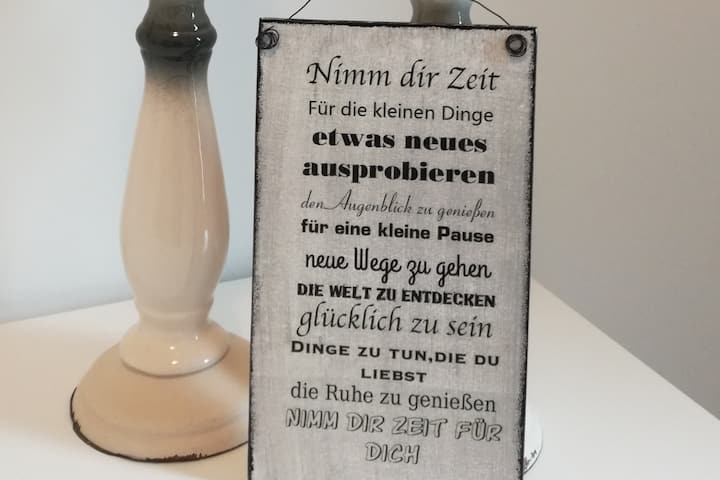 Nimm dir Zeit
Für die kleinen Dinge
etwas neues
ausprobieren
den Augenblick zu genießen
für eine kleine Pause
neue Wege zu gehen
DIE WELT ZU ENTDECKEN
glücklich zu sein
DINGE ZU TUN,DIE DU
LIEBST
die Ruhe zu genießen
NIMM DIR ZEIT FÜR
DICH